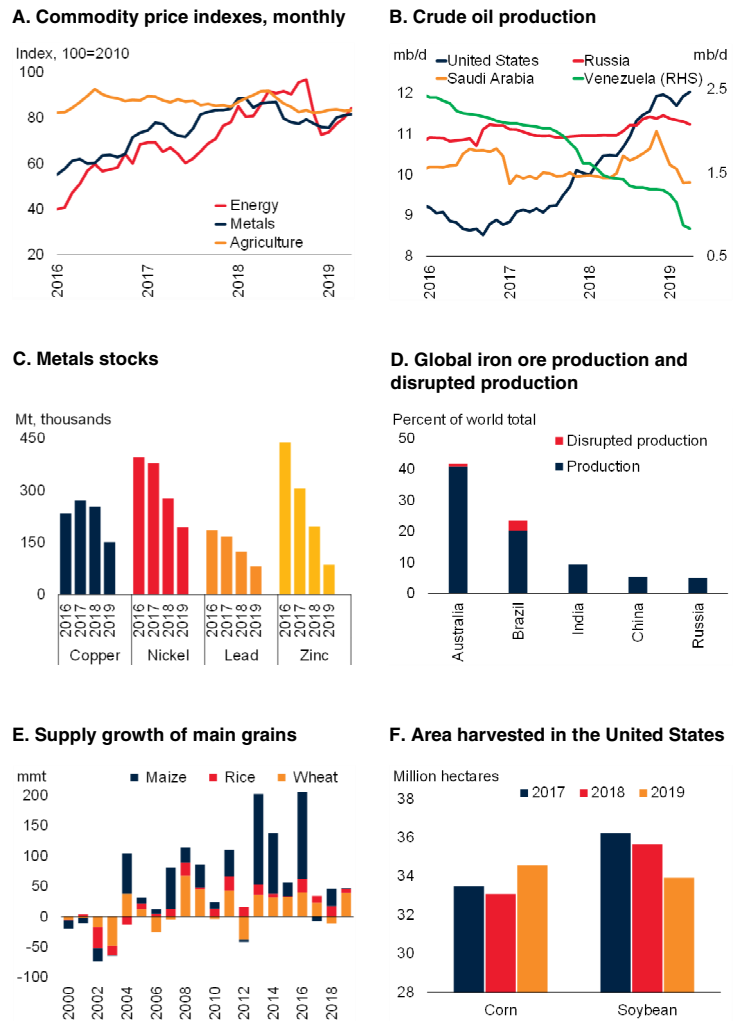 A. Commodity price indexes, monthly
Index, 100=2010
100
80
60
40
20
Energy
Metals
Agriculture
2016
2017
2018
2019
B. Crude oil production
mb/d
mb/d
United States
Russia
Saudi Arabia
Venezuela (RHS)
12
11
10
9
8
2.5
1.5
0.5
2016
2017
2018
2019
C. Metals stocks
Mt, thousands
450
300
150
0
2016
2017
2018
2019
2016
2017
2018
2019
2016
2017
2018
2019
2016
2017
2018
2019
Copper
Nickel
Lead
Zinc
D. Global iron ore production and
disrupted production
Percent of world total
50
40
30
20
10
0
Disrupted production
Production
Australia
Brazil
India
China
Russia
E. Supply growth of main grains
mmt
Maize
Rice
Wheat
200
150
100
50
0
-50
-100
2000
2002
2004
2006
2008
2010
2012
2014
2016
2018
F. Area harvested in the United States
Million hectares
38
36
34
32
30
28
2017
2018
2019
Corn
Soybean